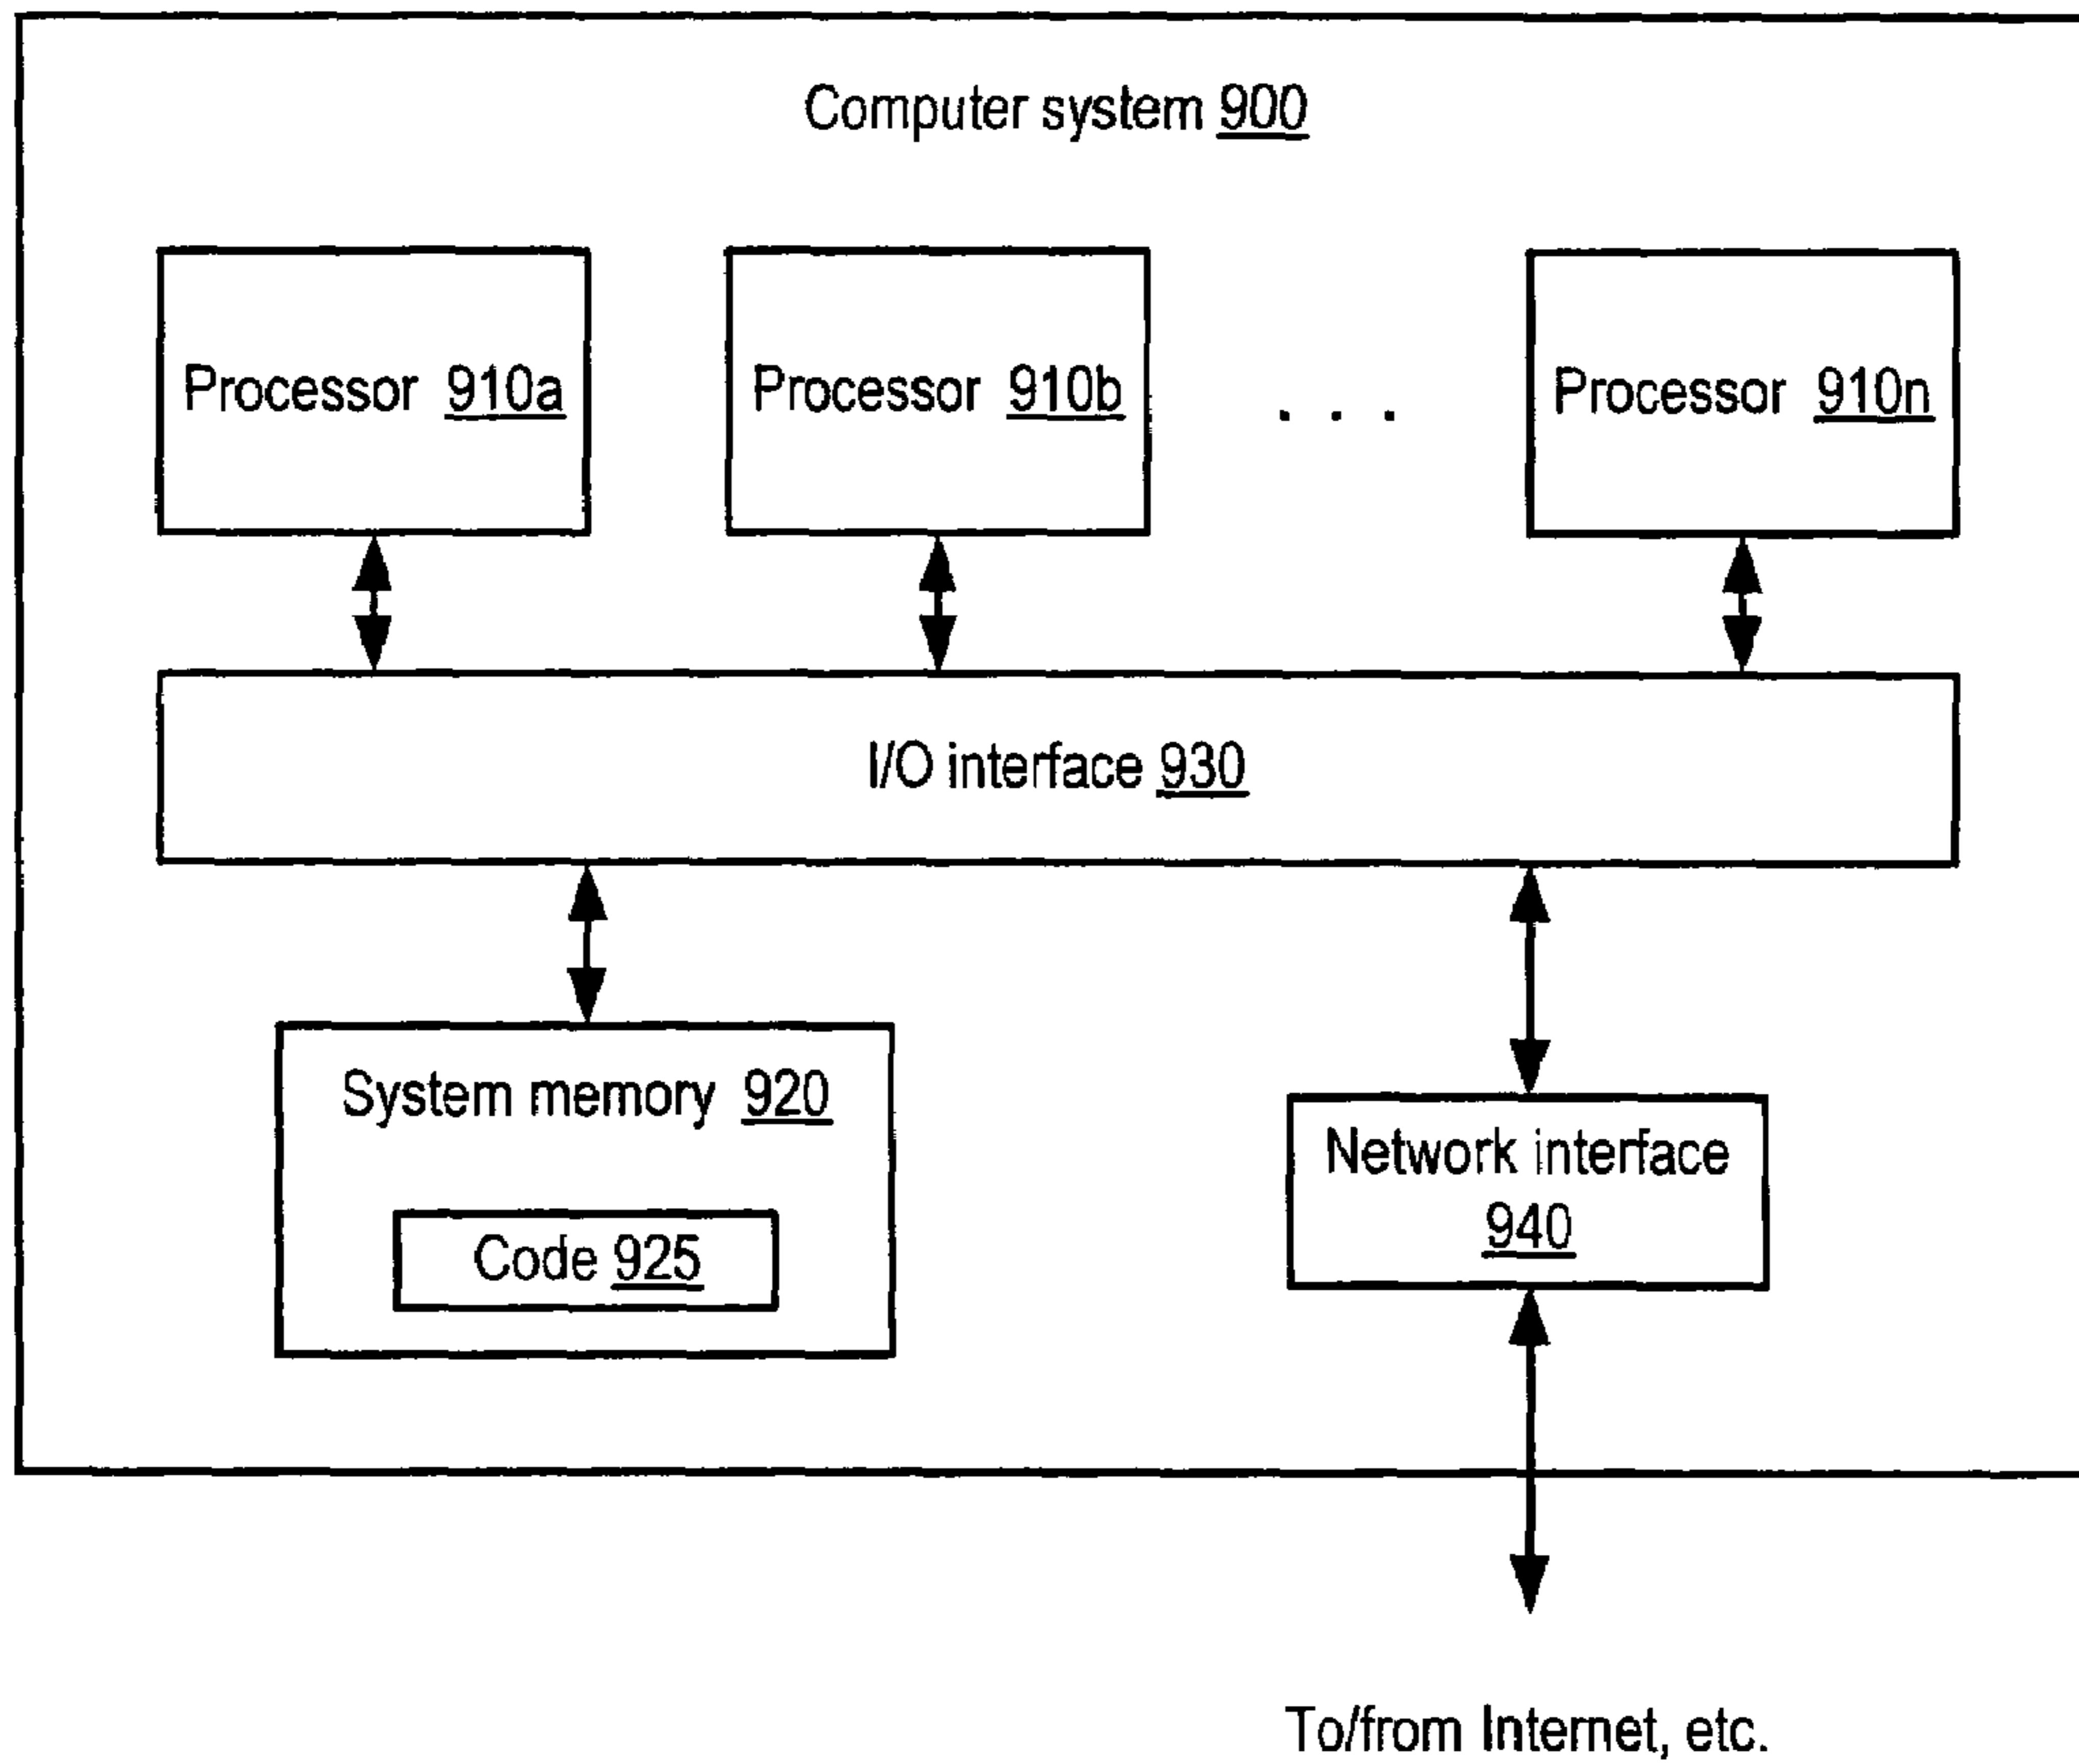 Computer system 900
Processor 910a
Processor 910b
. . .
Processor 910n
I/O interface 930
System memory 920
Code 925
Network interface
940
To/from Internet, etc.